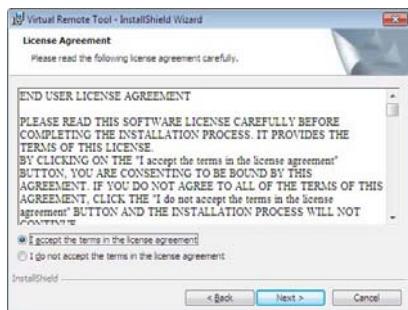 Virtual Remote Tool - InstallShield Wizard
License Agreement
Please read the following license agreement carefully.
END USER LICENSE AGREEMENT
PLEASE READ THIS SOFTWARE LICENSE CAREFULLY BEFORE
COMPLETING THE INSTALLATION PROCESS. IT PROVIDES THE
TERMS OF THIS LICENSE.
BY CLICKING ON THE "I accept the terms in the license agreement"
BUTTON, YOU ARE CONSENTING TO BE BOUND BY THIS
AGREEMENT. IF YOU DO NOT AGREE TO ALL OF THE TERMS OF THIS
AGREEMENT, CLICK THE "I do not accept the terms in the license
agreement" BUTTON AND THE INSTALLATION PROCESS WILL NOT
CONTINUE
I accept the terms in the license agreement
I do not accept the terms in the license agreement
InstallShield
< Back
Next >
Cancel